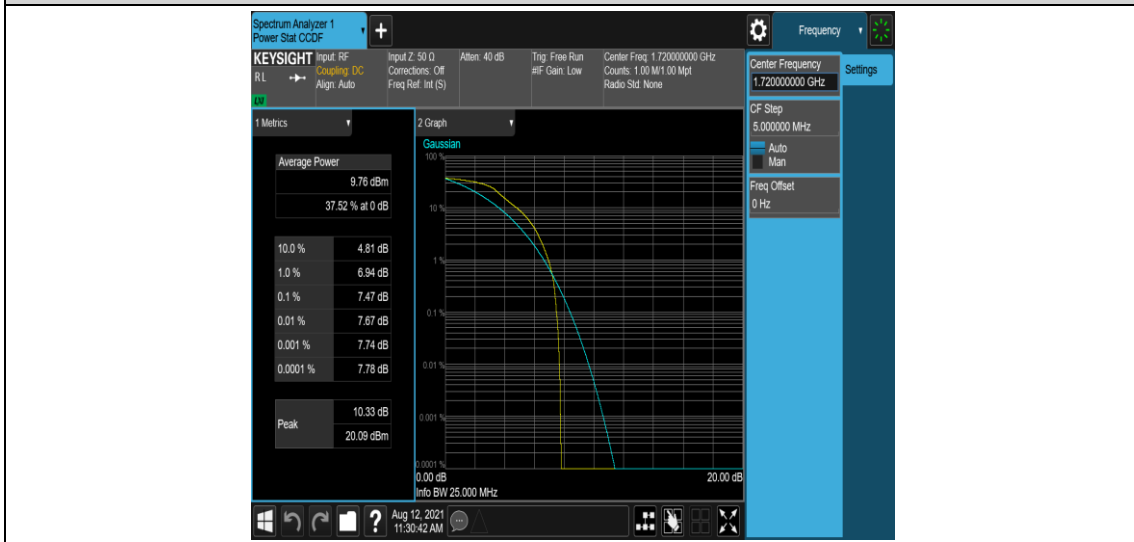 Spectrum Analyzer 1
Power Stat CCDF
Frequency
KEYSIGHT
RL
LXI
Input: RF
Coupling: DC
Align: Auto
Input Z: 50 Ω
Corrections: Off
Freq Ref: Int (S)
Atten: 40 dB
Trig: Free Run
#IF Gain: Low
Center Freq: 1.720000000 GHz
Counts: 1.00 M/1.00 Mpt
Radio Std: None
Center Frequency
1.720000000 GHz
Settings
CF Step
5.000000 MHz
Auto
Man
Freq Offset
0 Hz
1 Metrics
Average Power
9.76 dBm
37.52 % at 0 dB
10.0 % 4.81 dB
1.0 % 6.94 dB
0.1 % 7.47 dB
0.01 % 7.67 dB
0.001 % 7.74 dB
0.0001 % 7.78 dB
Peak
10.33 dB
20.09 dBm
2 Graph
Gaussian
100 %
10 %
1 %
0.1 %
0.01 %
0.001 %
0.0001 %
0.00 dB
20.00 dB
Info BW 25.000 MHz
?
Aug 12, 2021
11:30:42 AM